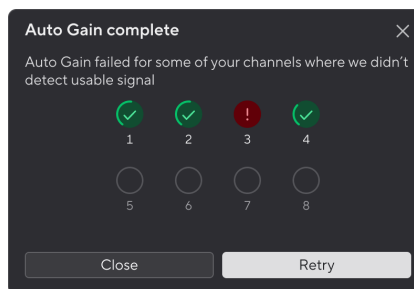 Auto Gain complete
Auto Gain failed for some of your channels where we didn't
detect usable signal
1 2 3 4
5 6 7 8
Close Retry